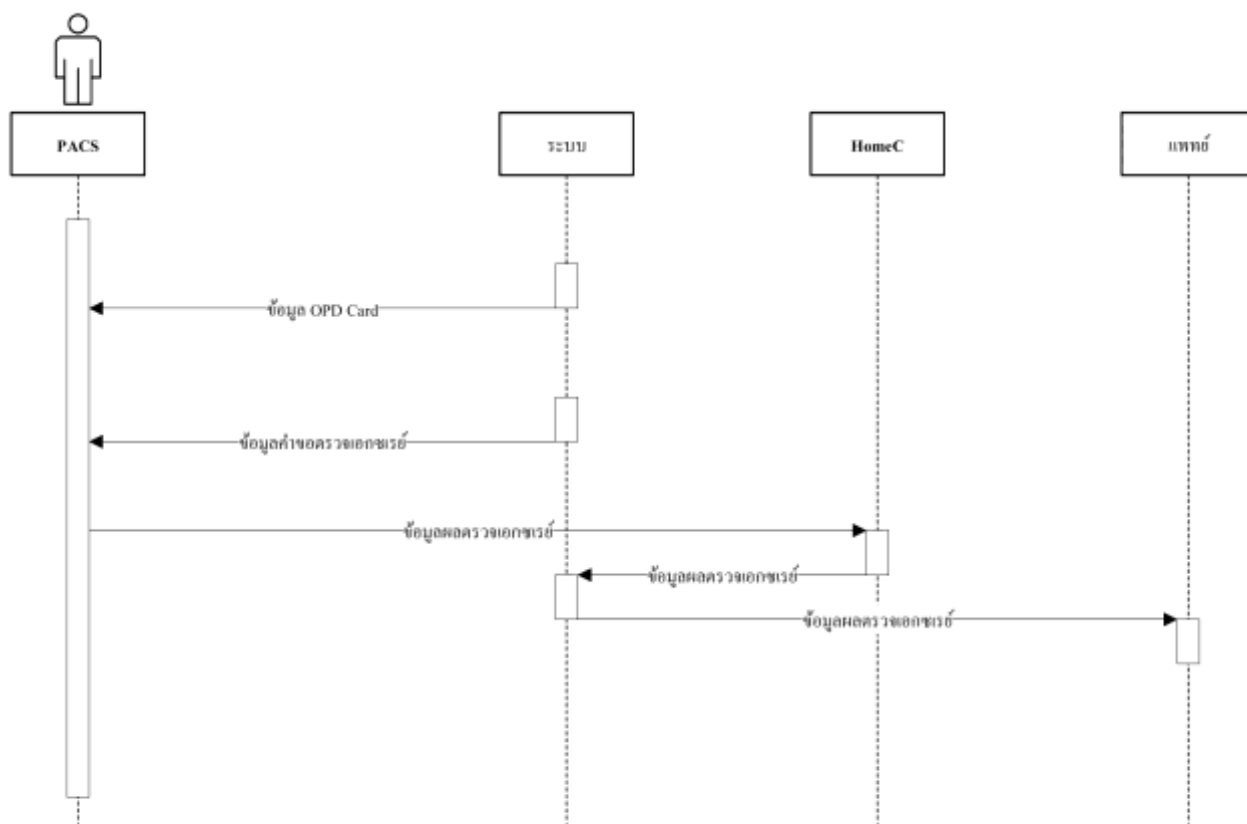 PACS
ระบบ
HomeC
แพทย์
ข้อมูล OPD Card
ข้อมูลคำขอตรวจเอกซเรย์
ข้อมูลผลตรวจเอกซเรย์
ข้อมูลผลตรวจเอกซเรย์
ข้อมูลผลตรวจเอกซเรย์